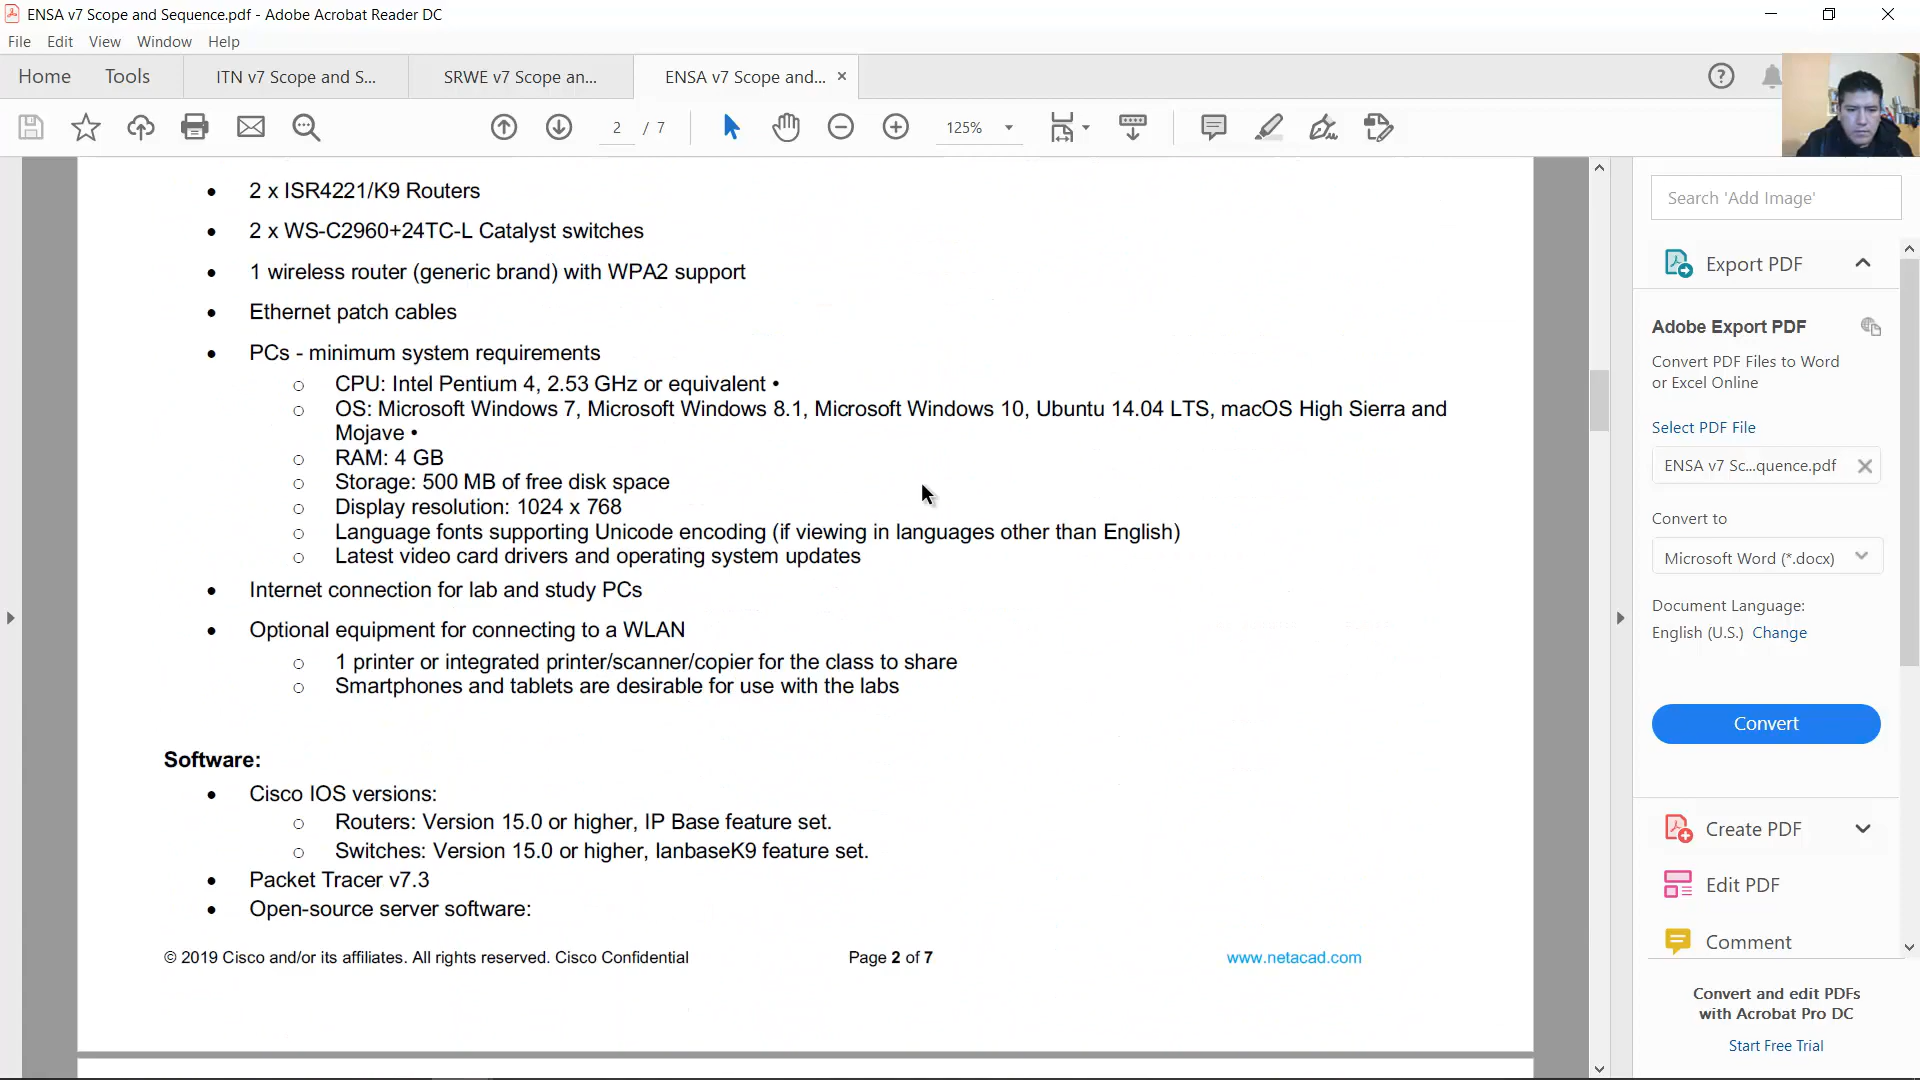 ENSA v7 Scope and Sequence.pdf - Adobe Acrobat Reader DC
File Edit View Window Help
Home Tools ITN v7 Scope and S... SRWE v7 Scope an... ENSA v7 Scope and...
2 / 7 125%
• 2 x ISR4221/K9 Routers
• 2 x WS-C2960+24TC-L Catalyst switches
• 1 wireless router (generic brand) with WPA2 support
• Ethernet patch cables
• PCs - minimum system requirements
o CPU: Intel Pentium 4, 2.53 GHz or equivalent •
o OS: Microsoft Windows 7, Microsoft Windows 8.1, Microsoft Windows 10, Ubuntu 14.04 LTS, macOS High Sierra and
Mojave •
o RAM: 4 GB
o Storage: 500 MB of free disk space
o Display resolution: 1024 x 768
o Language fonts supporting Unicode encoding (if viewing in languages other than English)
o Latest video card drivers and operating system updates
• Internet connection for lab and study PCs
• Optional equipment for connecting to a WLAN
o 1 printer or integrated printer/scanner/copier for the class to share
o Smartphones and tablets are desirable for use with the labs
Software:
• Cisco IOS versions:
o Routers: Version 15.0 or higher, IP Base feature set.
o Switches: Version 15.0 or higher, lanbaseK9 feature set.
• Packet Tracer v7.3
• Open-source server software:
© 2019 Cisco and/or its affiliates. All rights reserved. Cisco Confidential Page 2 of 7 www.netacad.com
Search 'Add Image'
Export PDF
Adobe Export PDF
Convert PDF Files to Word
or Excel Online
Select PDF File
ENSA v7 Sc...quence.pdf
Convert to
Microsoft Word (*.docx)
Document Language:
English (U.S.) Change
Convert
Create PDF
Edit PDF
Comment
Convert and edit PDFs
with Acrobat Pro DC
Start Free Trial